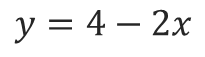 y = 4 − 2x